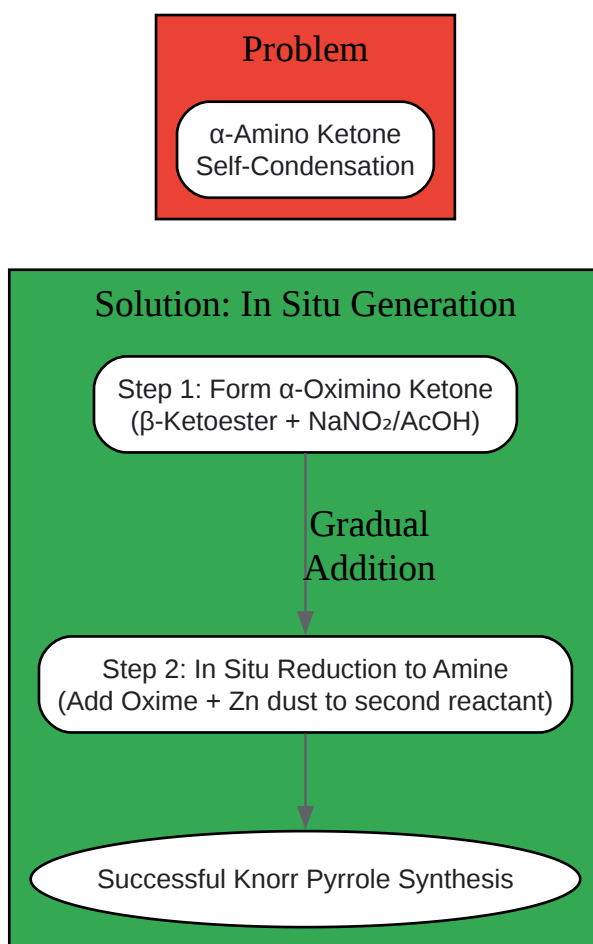 Problem
α-Amino Ketone
Self-Condensation
Solution: In Situ Generation
Step 1: Form α-Oximino Ketone
(β-Ketoester + NaNO₂/AcOH)
Gradual
Addition
Step 2: In Situ Reduction to Amine
(Add Oxime + Zn dust to second reactant)
Successful Knorr Pyrrole Synthesis